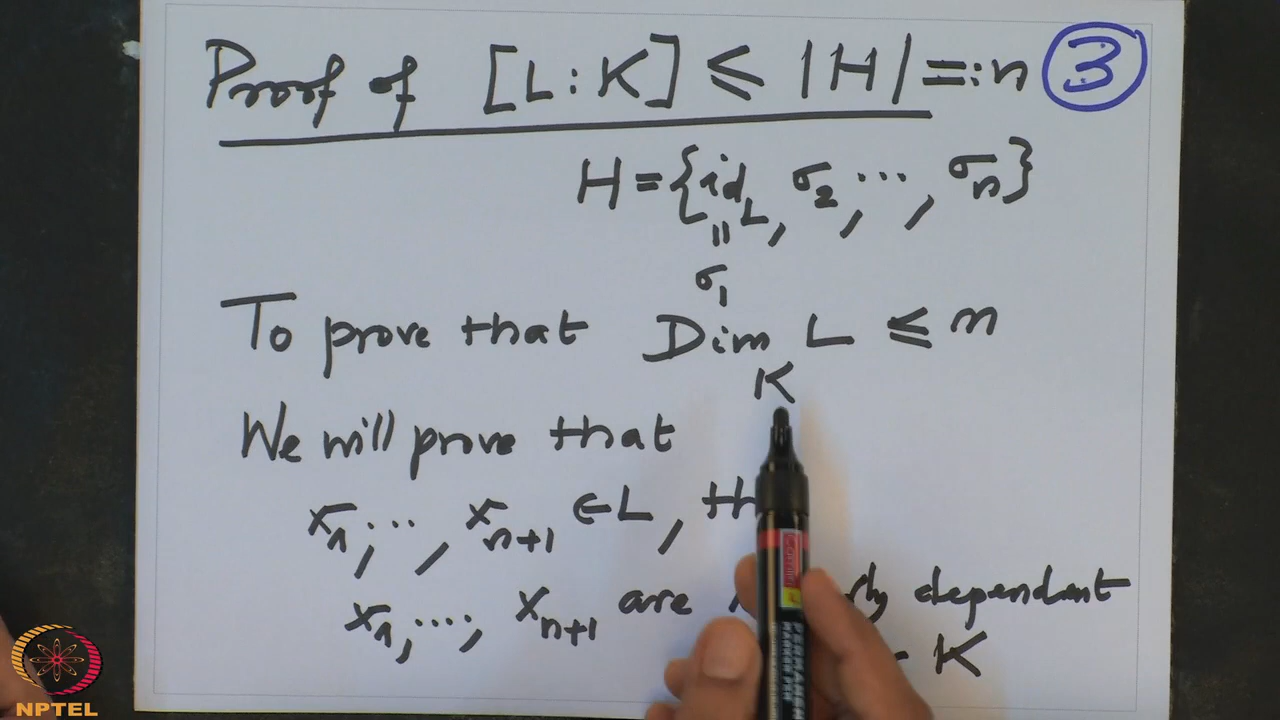 Proof of [L:K] ≤ |H| =: n ③
H = {id_L, σ_2, ..., σ_n}
||
σ_1
To prove that Dim_K L ≤ n
We will prove that
x_1, ..., x_{n+1} ∈ L,
x_1, ..., x_{n+1} are dependent
K
NPTEL